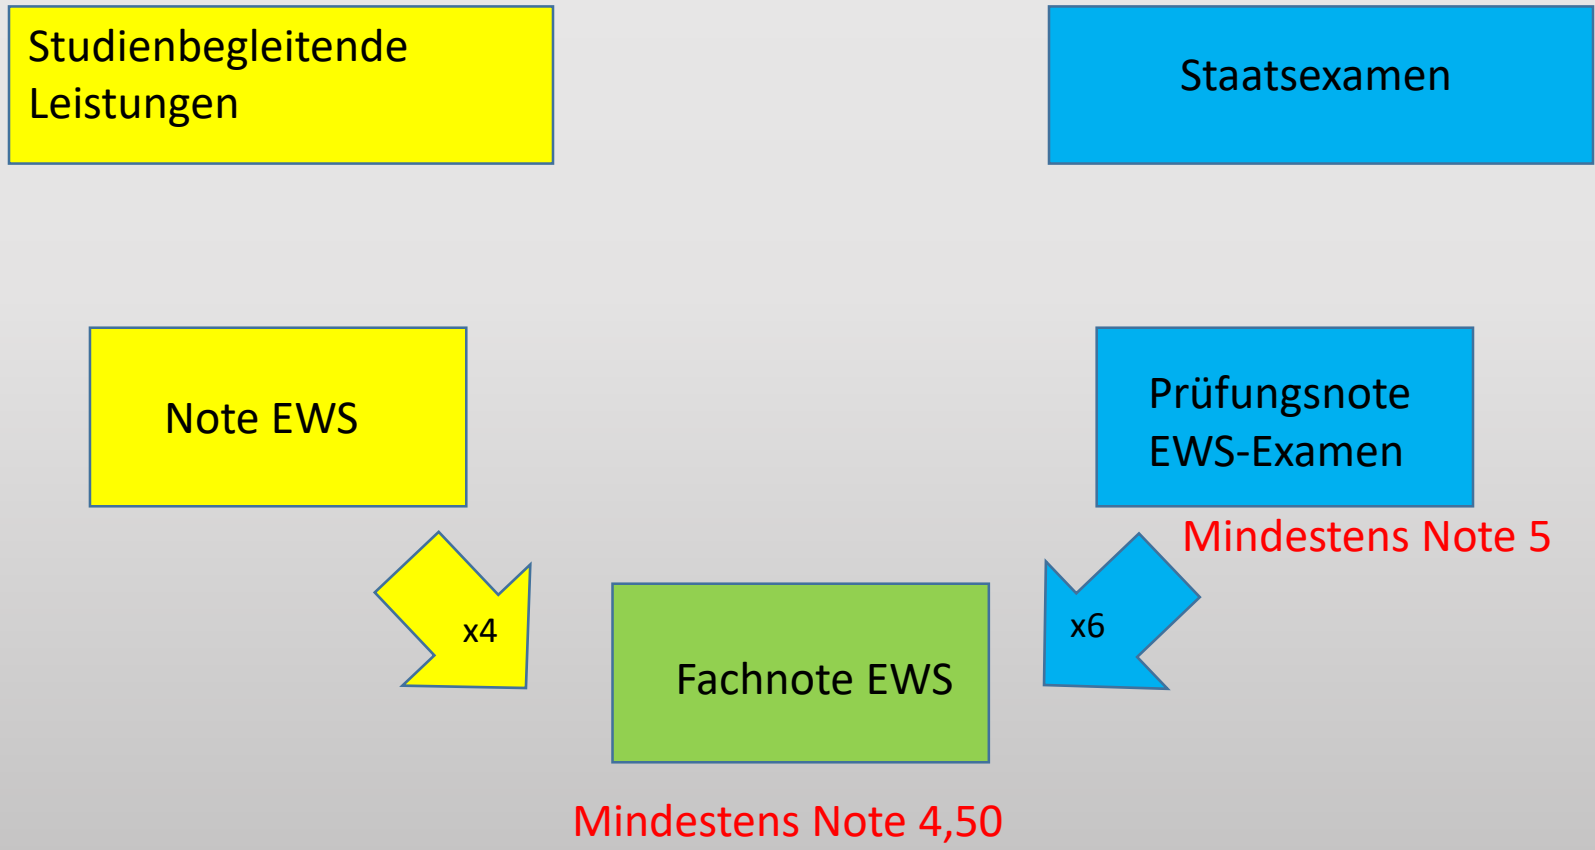 Studienbegleitende
Leistungen
Staatsexamen
Note EWS
Prüfungsnote
EWS-Examen
Mindestens Note 5
x4
x6
Fachnote EWS
Mindestens Note 4,50